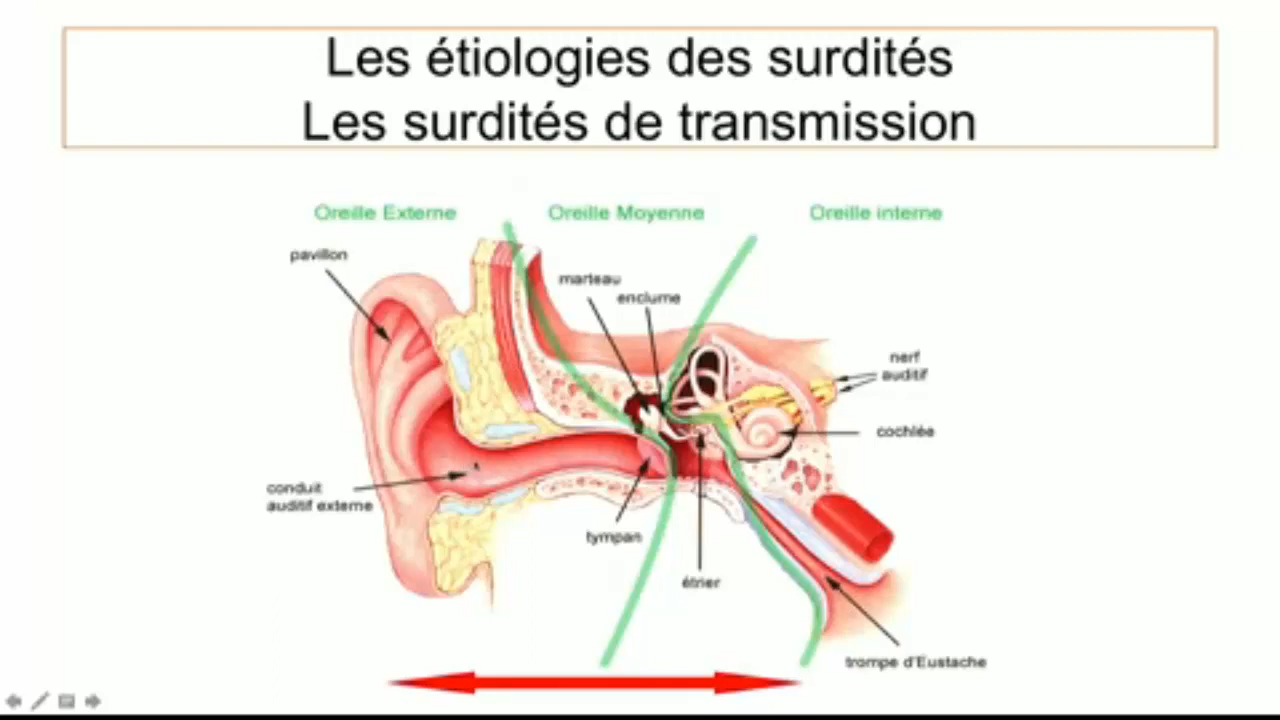 Les étiologies des surdités
Les surdités de transmission
Oreille Externe
Oreille Moyenne
Oreille interne
pavillon
marteau
enclume
nerf
auditif
cochlée
conduit
auditif externe
tympan
étrier
trompe d'Eustache